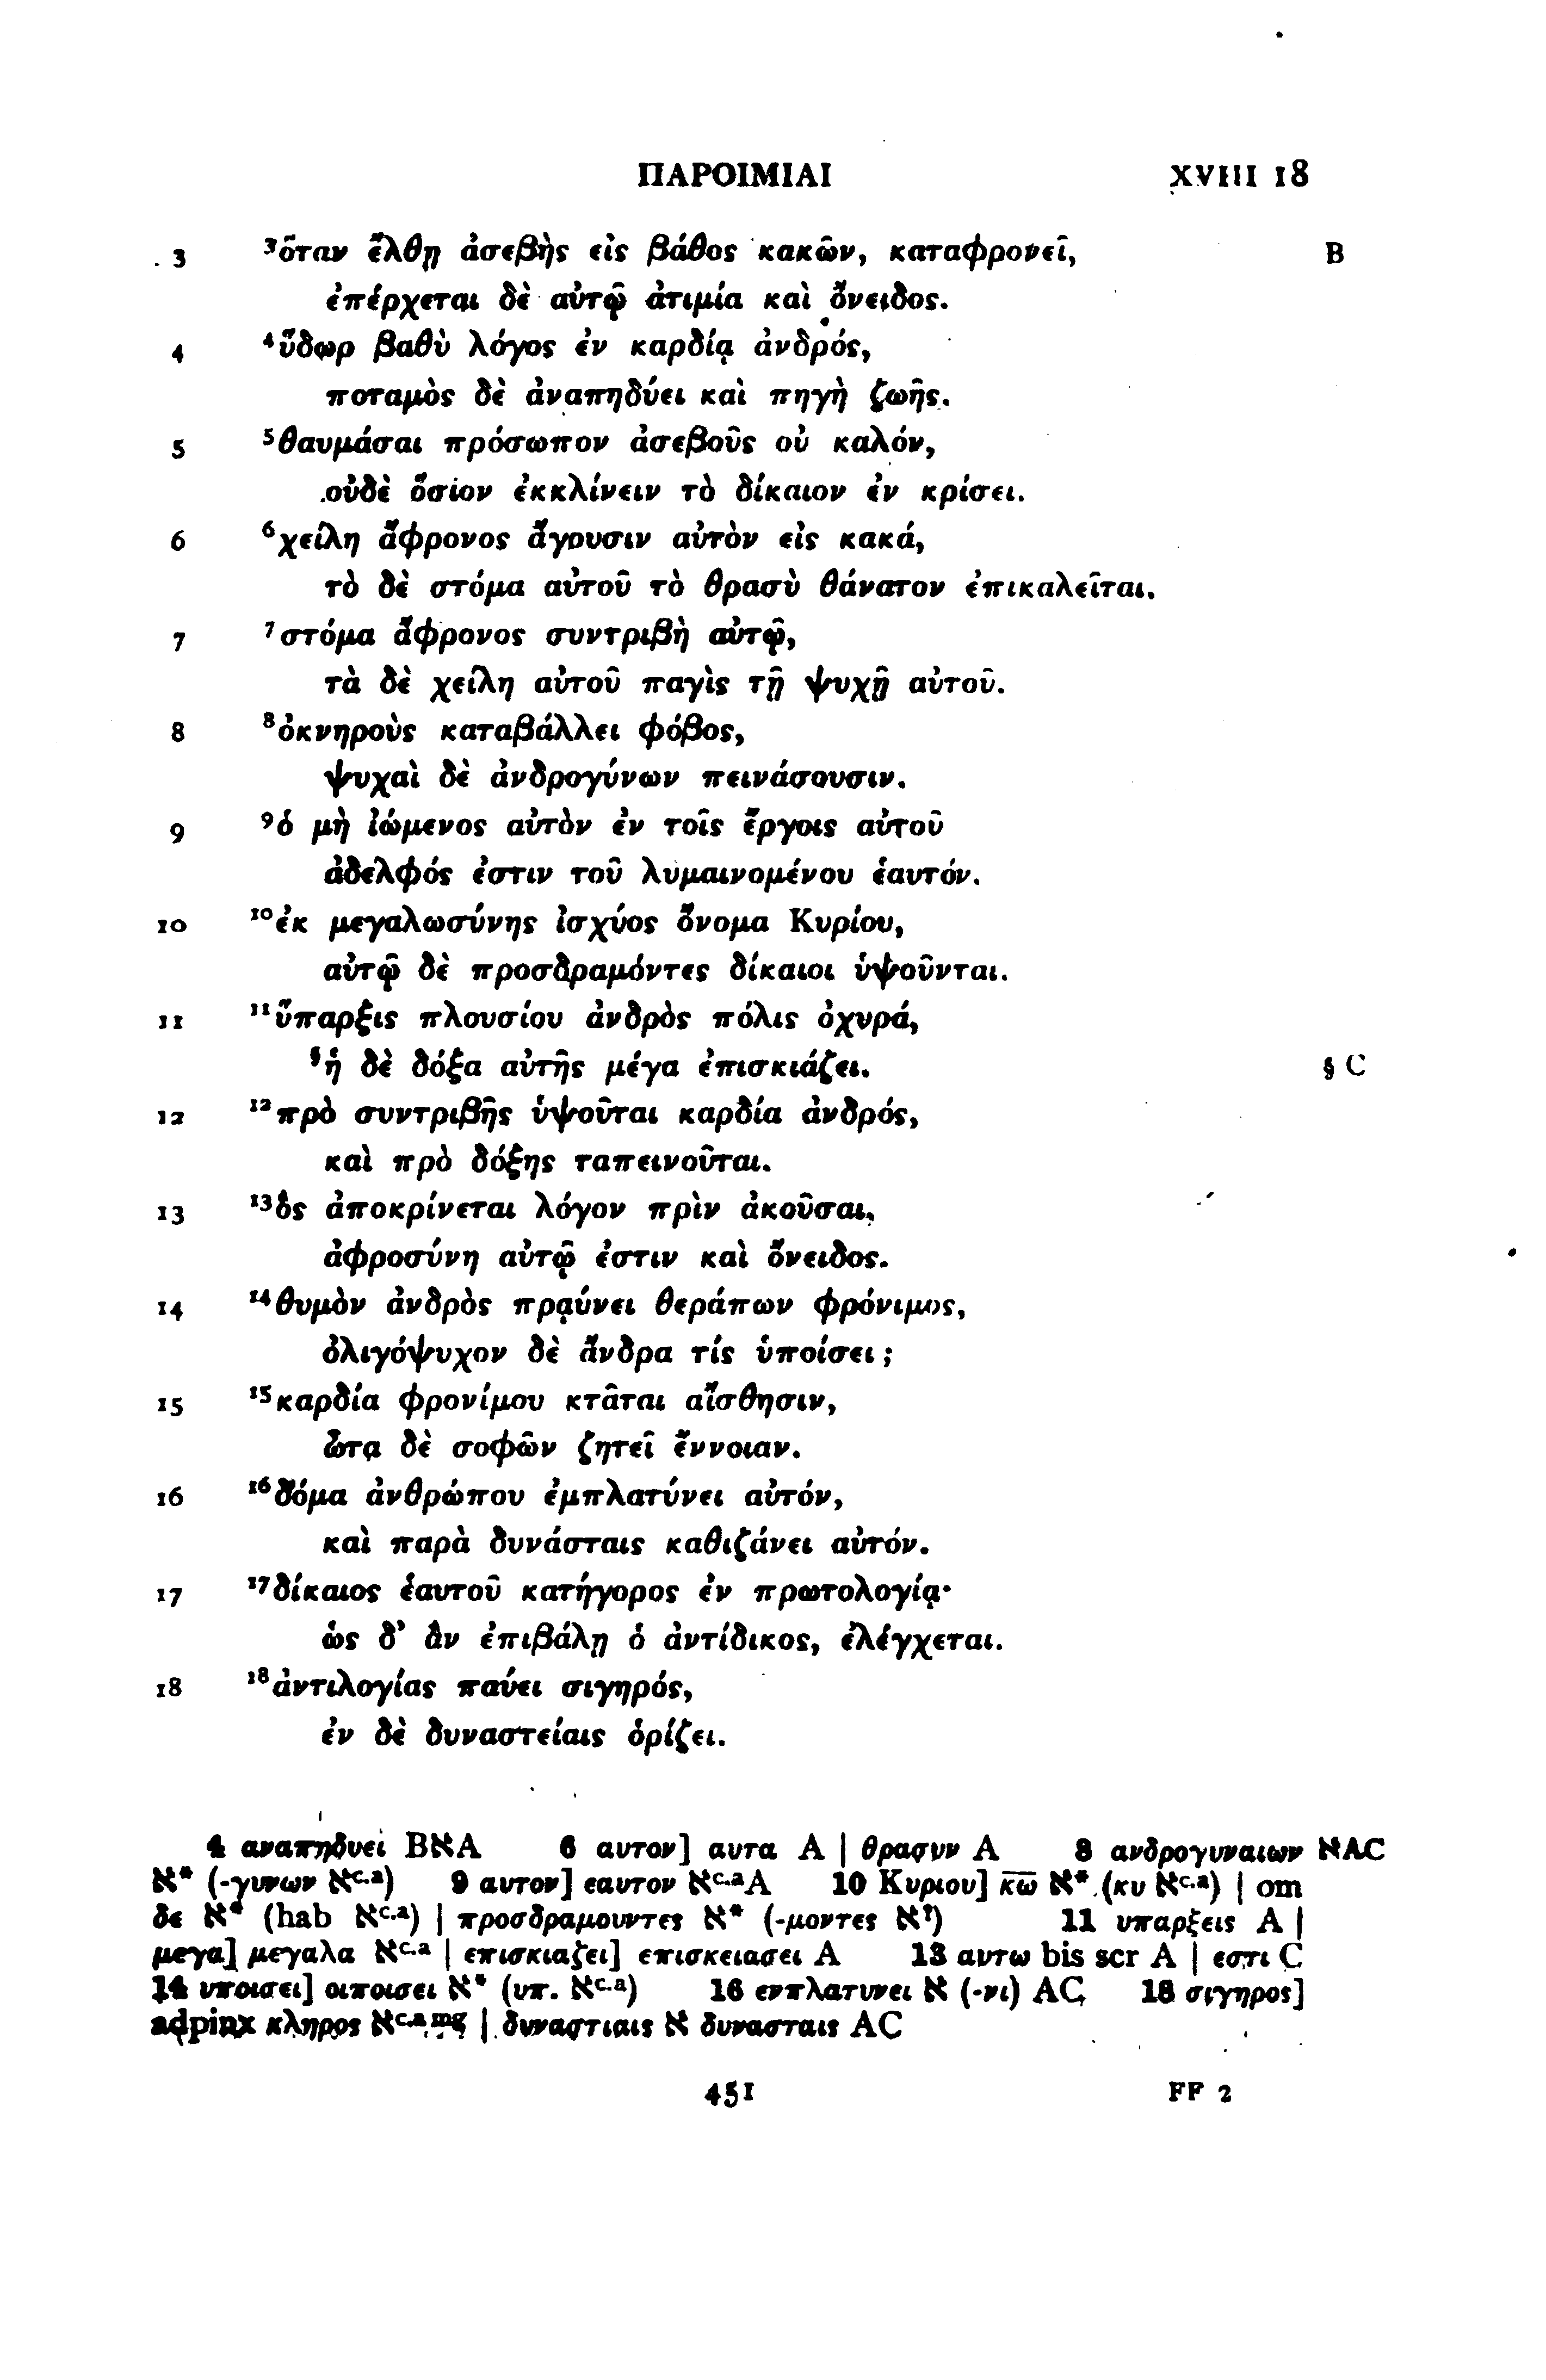 ΠΑΡΟΙΜΙΑΙ XVIII 18
3 ³ὅταν ἔλθῃ ἀσεβὴς εἰς βάθος κακῶν, καταφρονεῖ, B
ἐπέρχεται δὲ αὐτῷ ἀτιμία καὶ ὄνειδος.
4 ⁴ὕδωρ βαθὺ λόγος ἐν καρδίᾳ ἀνδρός,
ποταμὸς δὲ ἀναπηδύει καὶ πηγὴ ζωῆς.
5 ⁵θαυμάσαι πρόσωπον ἀσεβοῦς οὐ καλόν,
οὐδὲ ὅσιον ἐκκλίνειν τὸ δίκαιον ἐν κρίσει.
6 ⁶χείλη ἄφρονος ἄγουσιν αὐτὸν εἰς κακά,
τὸ δὲ στόμα αὐτοῦ τὸ θρασὺ θάνατον ἐπικαλεῖται.
7 ⁷στόμα ἄφρονος συντριβὴ αὐτῷ,
τὰ δὲ χείλη αὐτοῦ παγὶς τῇ ψυχῇ αὐτοῦ.
8 ⁸ὀκνηροὺς καταβάλλει φόβος,
ψυχαὶ δὲ ἀνδρογύνων πεινάσουσιν.
9 ⁹ὁ μὴ ἰώμενος αὐτὸν ἐν τοῖς ἔργοις αὐτοῦ
ἀδελφός ἐστιν τοῦ λυμαινομένου ἑαυτόν.
10 ¹⁰ἐκ μεγαλωσύνης ἰσχύος ὄνομα Κυρίου,
αὐτῷ δὲ προσδραμόντες δίκαιοι ὑψοῦνται.
11 ¹¹ὕπαρξις πλουσίου ἀνδρὸς πόλις ὀχυρά,
§ἡ δὲ δόξα αὐτῆς μέγα ἐπισκιάζει. § C
12 ¹²πρὸ συντριβῆς ὑψοῦται καρδία ἀνδρός,
καὶ πρὸ δόξης ταπεινοῦται.
13 ¹³ὃς ἀποκρίνεται λόγον πρὶν ἀκοῦσαι,
ἀφροσύνη αὐτῷ ἐστιν καὶ ὄνειδος.
14 ¹⁴θυμὸν ἀνδρὸς πραΰνει θεράπων φρόνιμος,
ὀλιγόψυχον δὲ ἄνδρα τίς ὑποίσει;
15 ¹⁵καρδία φρονίμου κτᾶται αἴσθησιν,
ὦτα δὲ σοφῶν ζητεῖ ἔννοιαν.
16 ¹⁶δόμα ἀνθρώπου ἐμπλατύνει αὐτόν,
καὶ παρὰ δυνάσταις καθιζάνει αὐτόν.
17 ¹⁷δίκαιος ἑαυτοῦ κατήγορος ἐν πρωτολογίᾳ·
ὡς δ’ ἂν ἐπιβάλῃ ὁ ἀντίδικος, ἐλέγχεται.
18 ¹⁸ἀντιλογίας παύει σιγηρός,
ἐν δὲ δυναστείαις ὁρίζει.
4 αναπηδυει BאA 6 αυτον] αυτα A | θρασυν A 8 ανδρογυναιων אAC
א* (-γυνων אᶜ·ᵃ) 9 αυτον] εαυτον אᶜ·ᵃA 10 Κυριου] κ̅ω̅ א* (κυ אᶜ·ᵃ) | om
δε א* (hab אᶜ·ᵃ) | προσδραμουντες א* (-μοντες א?) 11 υπαρξεις A |
μεγα] μεγαλα אᶜ·ᵃ | επισκιαζει] επισκειασει A 13 αυτω bis scr A | εστι C
14 υποισει] οιποισει א* (υπ. אᶜ·ᵃ) 16 ενπλατυνει א (-νι) AC 18 σιγηρος]
adpinx κληρος אᶜ·ᵃ ᵐᵍ | δυναστιαις א δυνασταις AC
451 FF 2